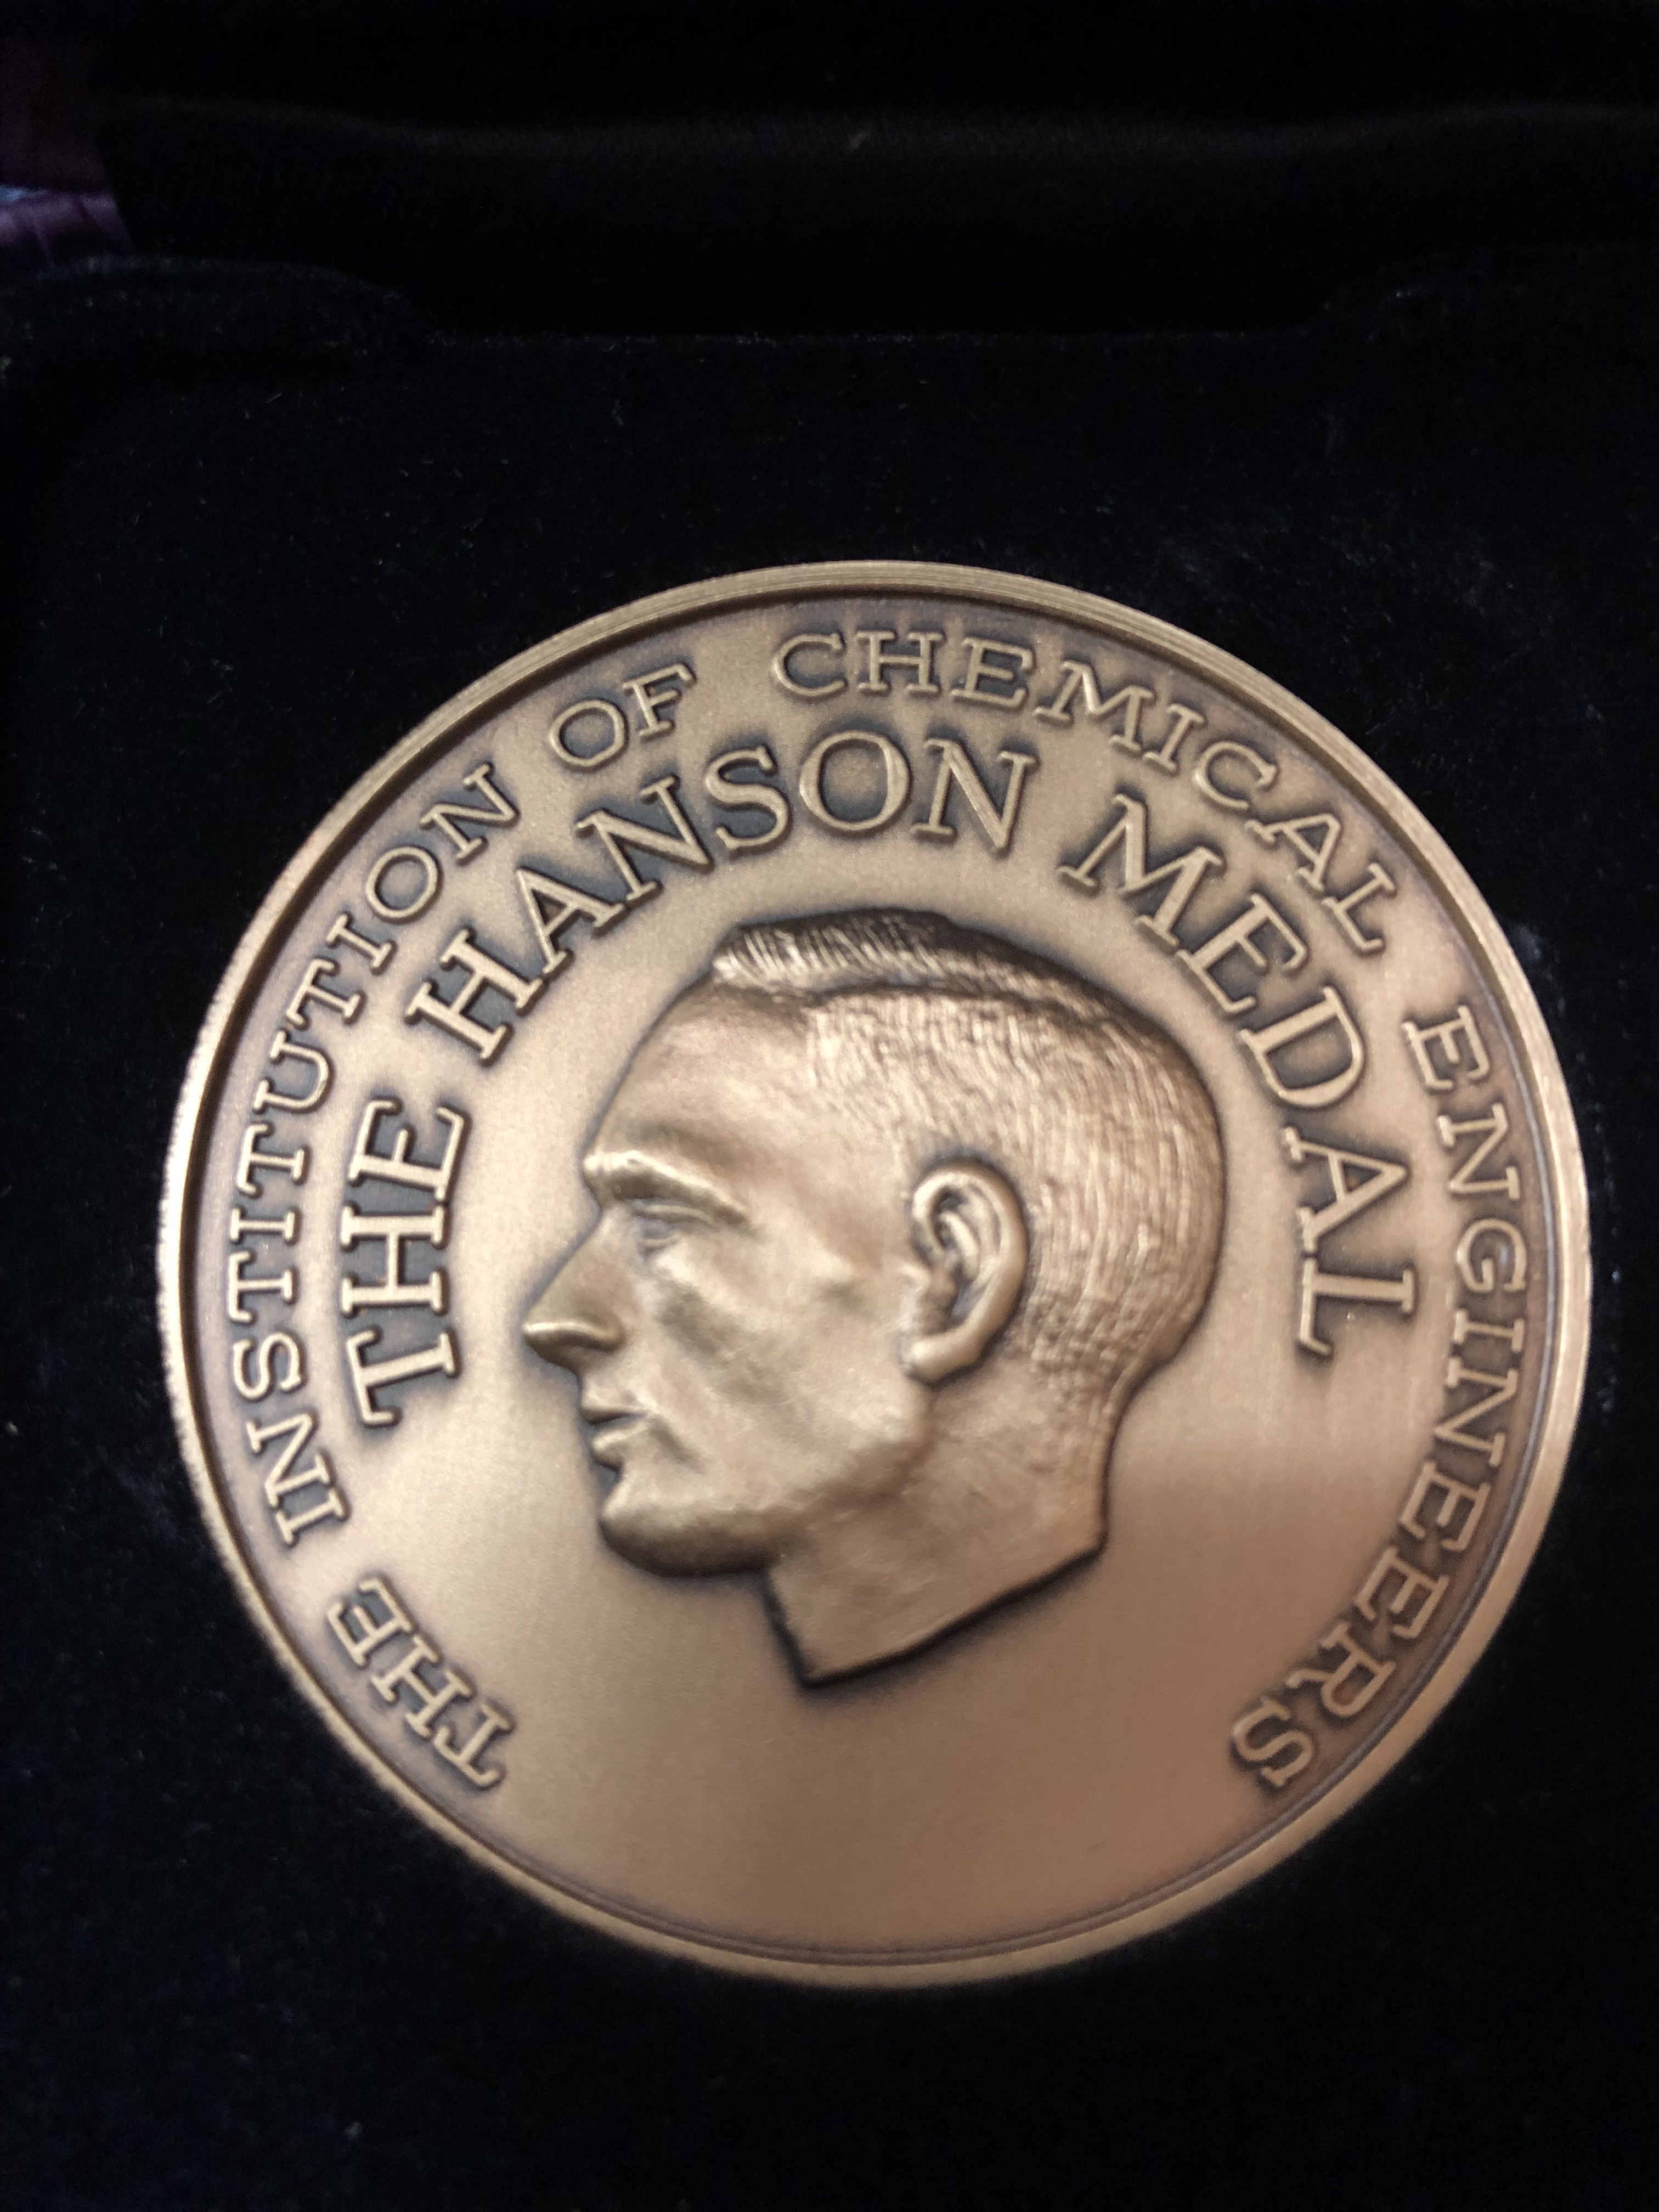 THE INSTITUTION OF CHEMICAL ENGINEERS
THE HANSON MEDAL